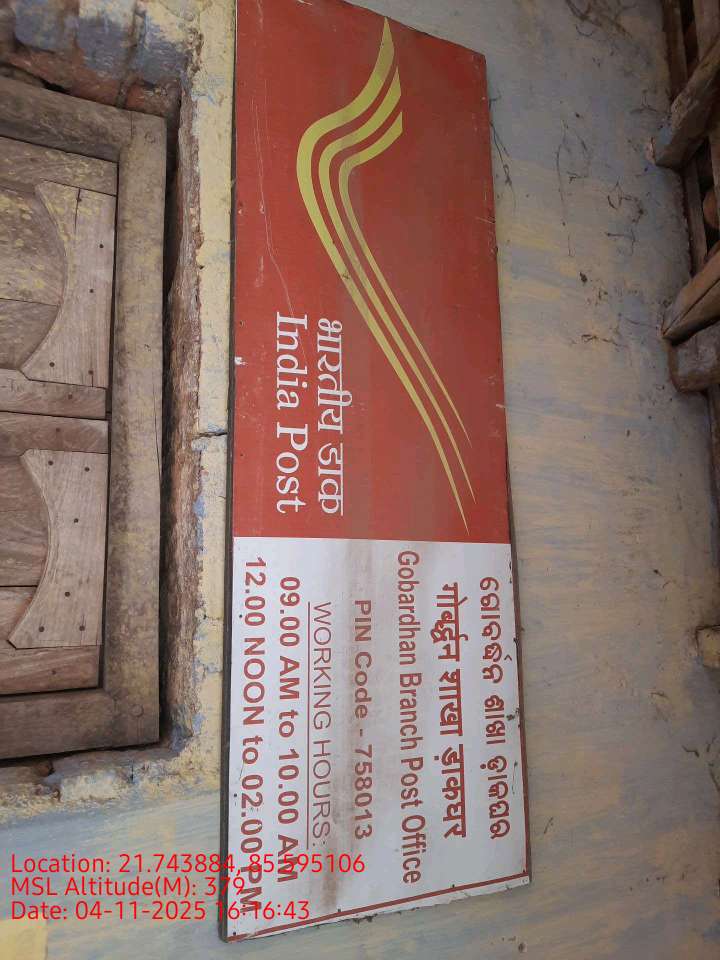 भारतीय डाक
India Post
ଗୋବର୍ଦ୍ଧନ ଶାଖା ଡ଼ାକଘର
गोबर्द्धन शाखा ड़ाकघर
Gobardhan Branch Post Office
PIN Code - 758013
WORKING HOURS:
09.00 AM to 10.00 AM
12.00 NOON to 02.00 PM
Location: 21.743884, 85.595106
MSL Altitude(M): 379
Date: 04-11-2025 16:16:43